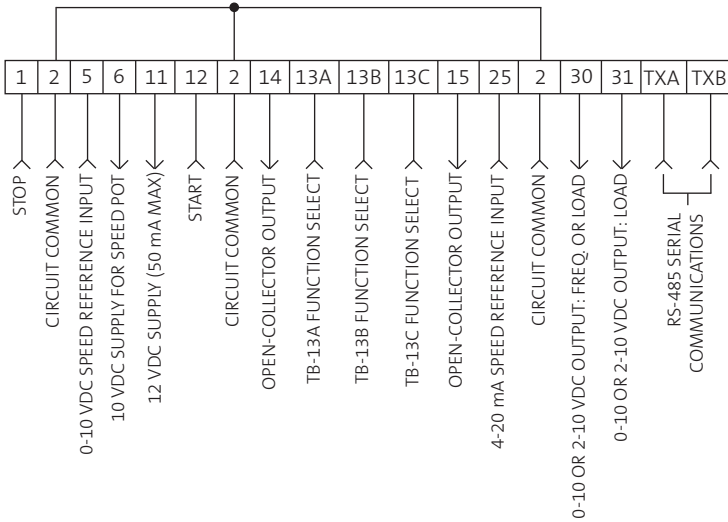 1 2 5 6 11 12 2 14 13A 13B 13C 15 25 2 30 31 TXA TXB
STOP
CIRCUIT COMMON
0-10 VDC SPEED REFERENCE INPUT
10 VDC SUPPLY FOR SPEED POT
12 VDC SUPPLY (50 mA MAX)
START
CIRCUIT COMMON
OPEN-COLLECTOR OUTPUT
TB-13A FUNCTION SELECT
TB-13B FUNCTION SELECT
TB-13C FUNCTION SELECT
OPEN-COLLECTOR OUTPUT
4-20 mA SPEED REFERENCE INPUT
CIRCUIT COMMON
0-10 OR 2-10 VDC OUTPUT: FREQ. OR LOAD
0-10 OR 2-10 VDC OUTPUT: LOAD
RS-485 SERIAL
COMMUNICATIONS